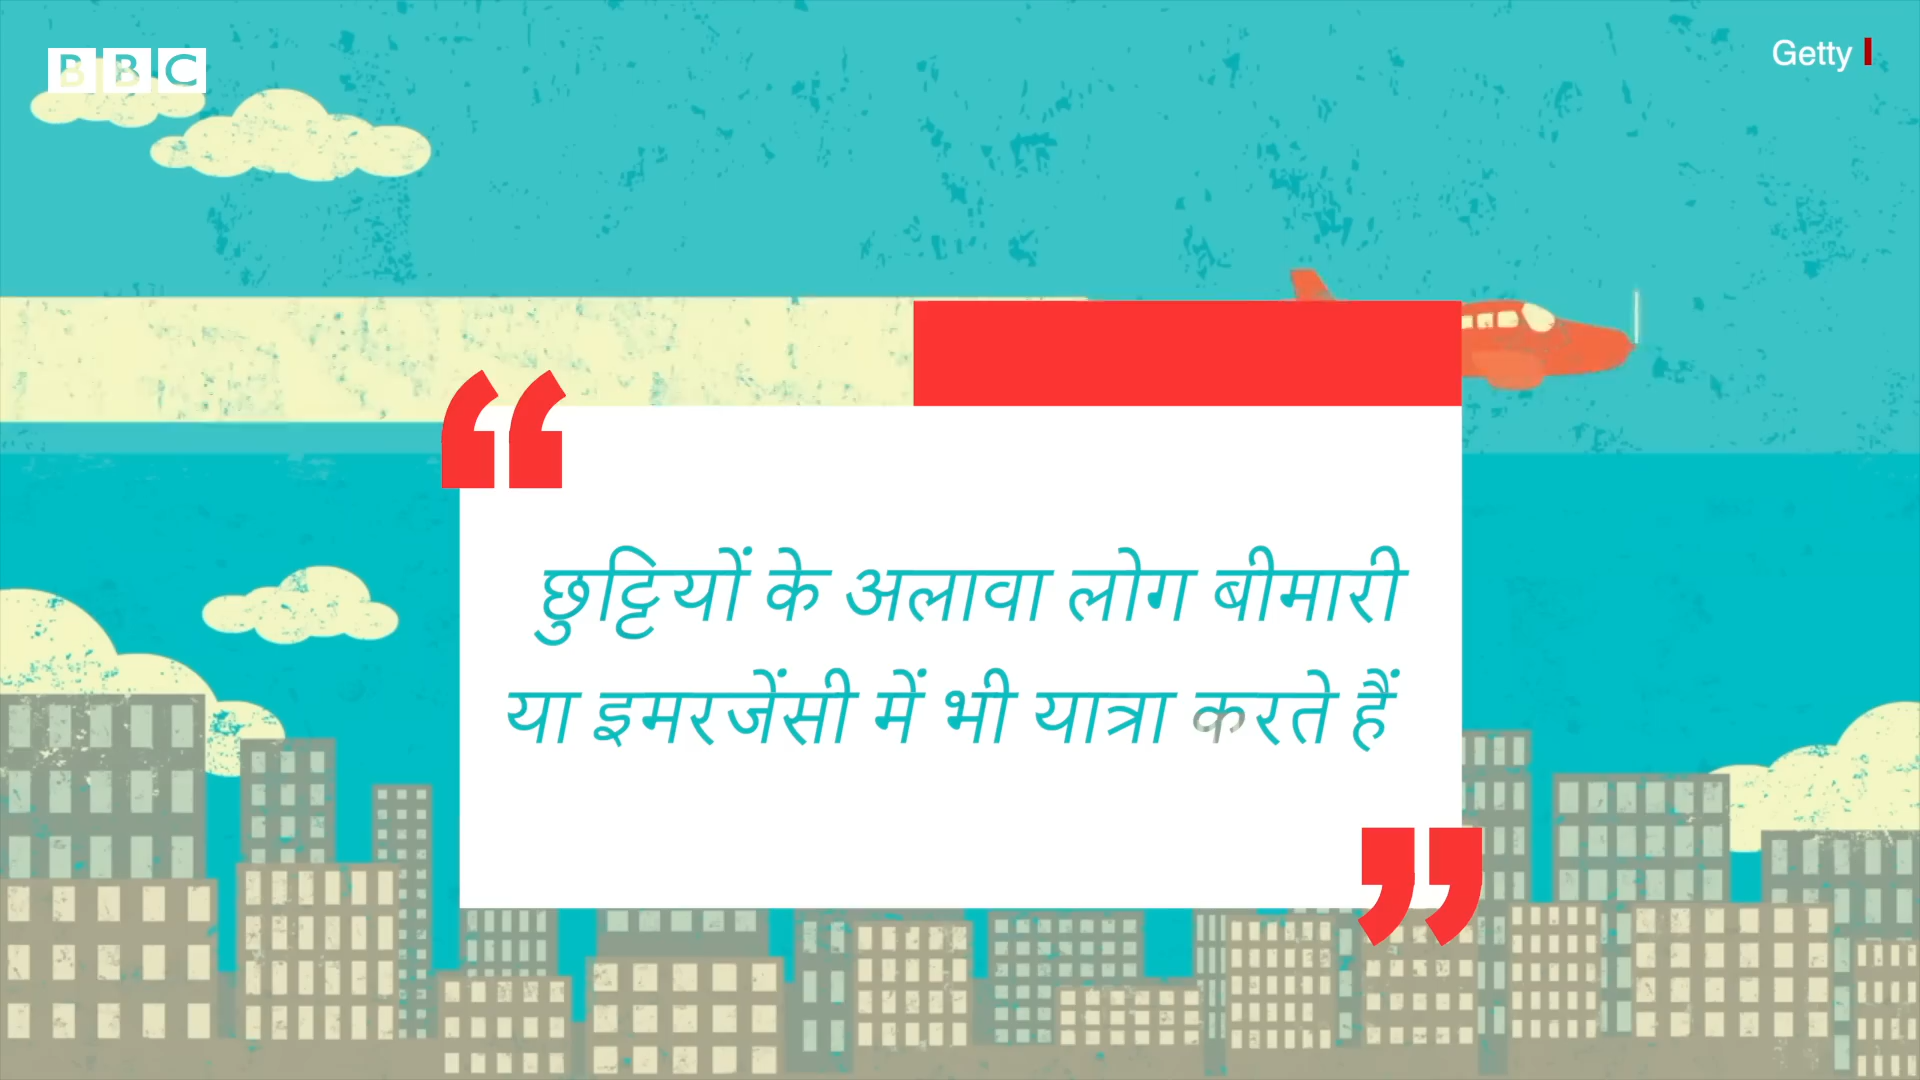 BBC
Getty
छुट्टियों के अलावा लोग बीमारी
या इमरजेंसी में भी यात्रा करते हैं